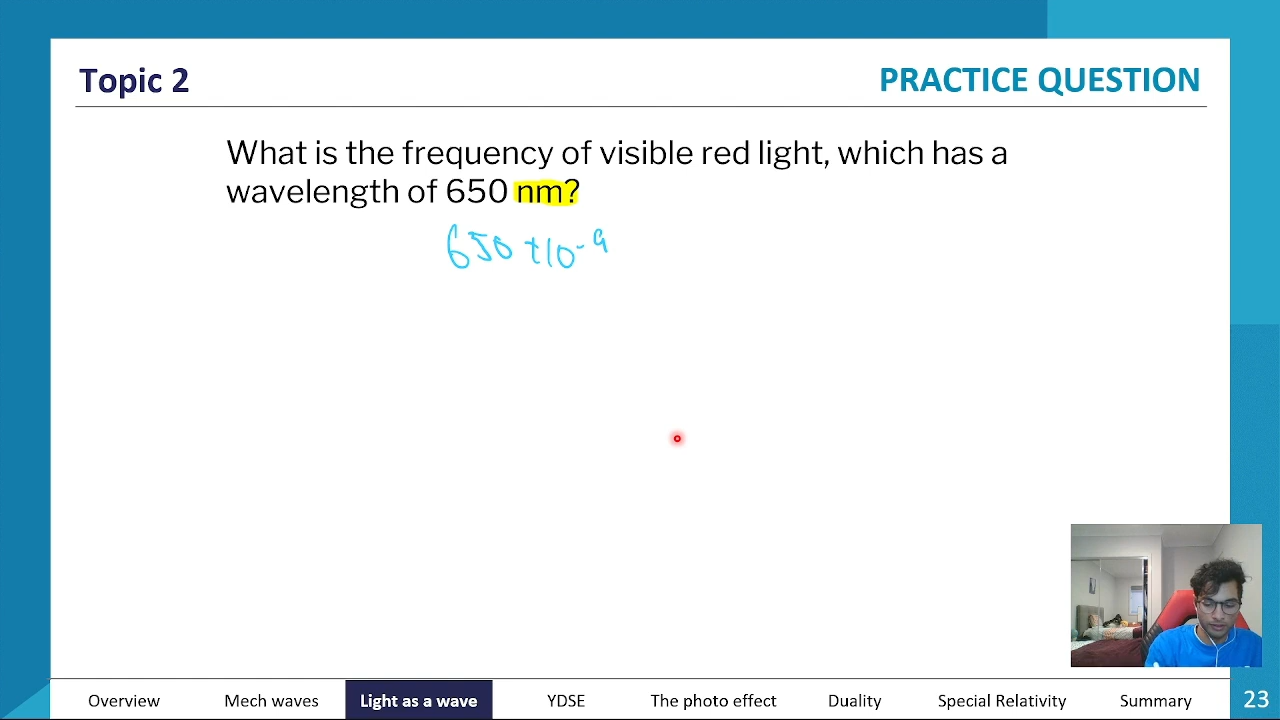 Topic 2
PRACTICE QUESTION
What is the frequency of visible red light, which has a
wavelength of 650 nm?
650 ×10⁻⁹
Overview
Mech waves
Light as a wave
YDSE
The photo effect
Duality
Special Relativity
Summary
23